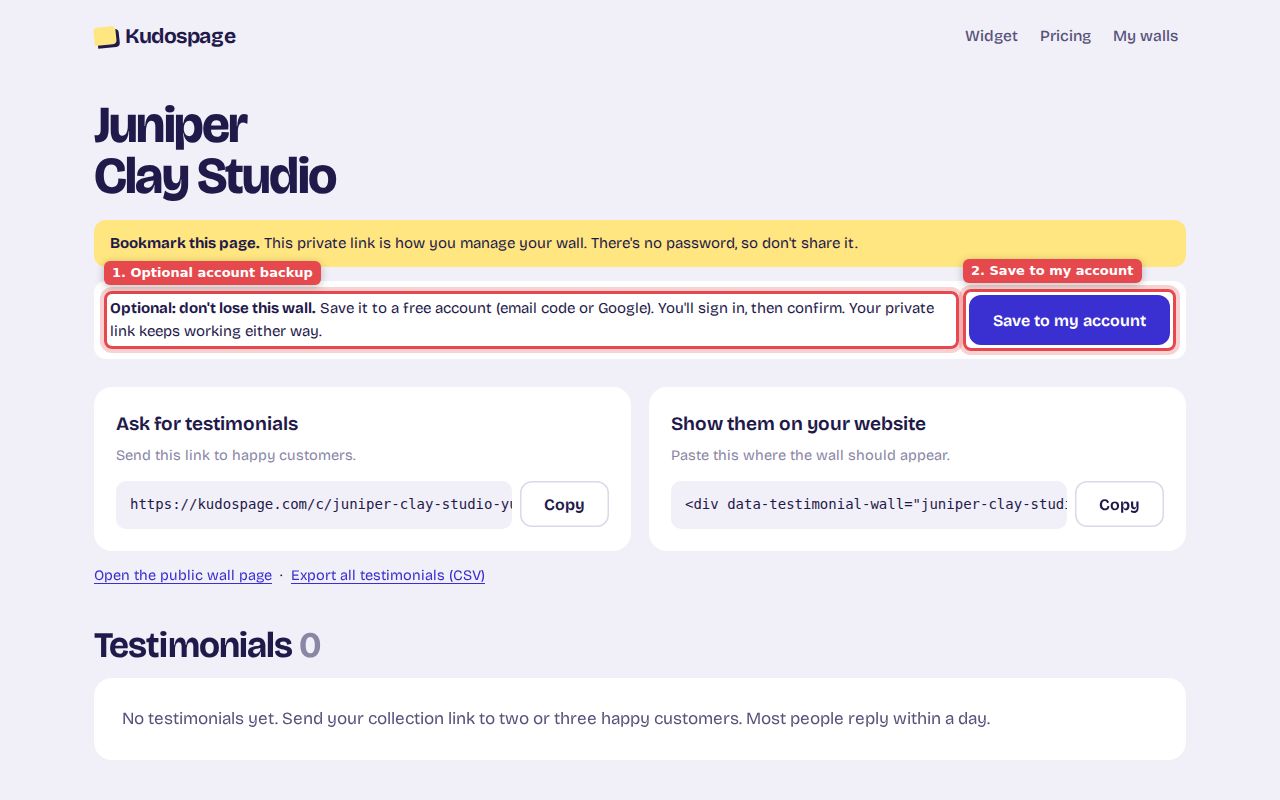 Kudospage
Widget Pricing My walls
Juniper
Clay Studio
Bookmark this page. This private link is how you manage your wall. There's no password, so don't share it.
1. Optional account backup
2. Save to my account
Optional: don't lose this wall. Save it to a free account (email code or Google). You'll sign in, then confirm. Your private
link keeps working either way.
Save to my account
Ask for testimonials
Send this link to happy customers.
https://kudospage.com/c/juniper-clay-studio-yu
Copy
Show them on your website
Paste this where the wall should appear.
<div data-testimonial-wall="juniper-clay-studi
Copy
Open the public wall page · Export all testimonials (CSV)
Testimonials 0
No testimonials yet. Send your collection link to two or three happy customers. Most people reply within a day.